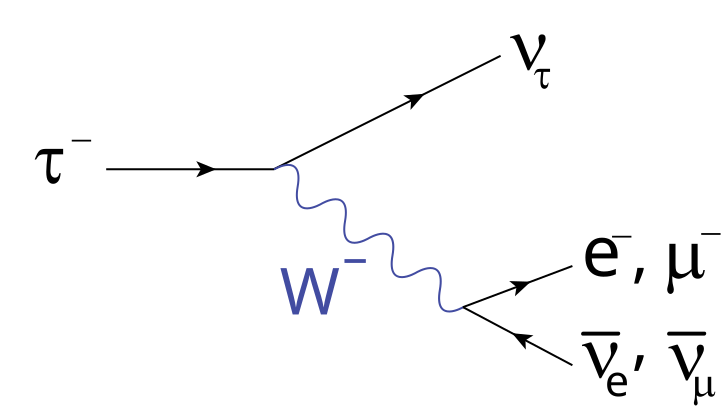 ν_τ
τ⁻
e⁻, μ⁻
W⁻
ν̅_e, ν̅_μ